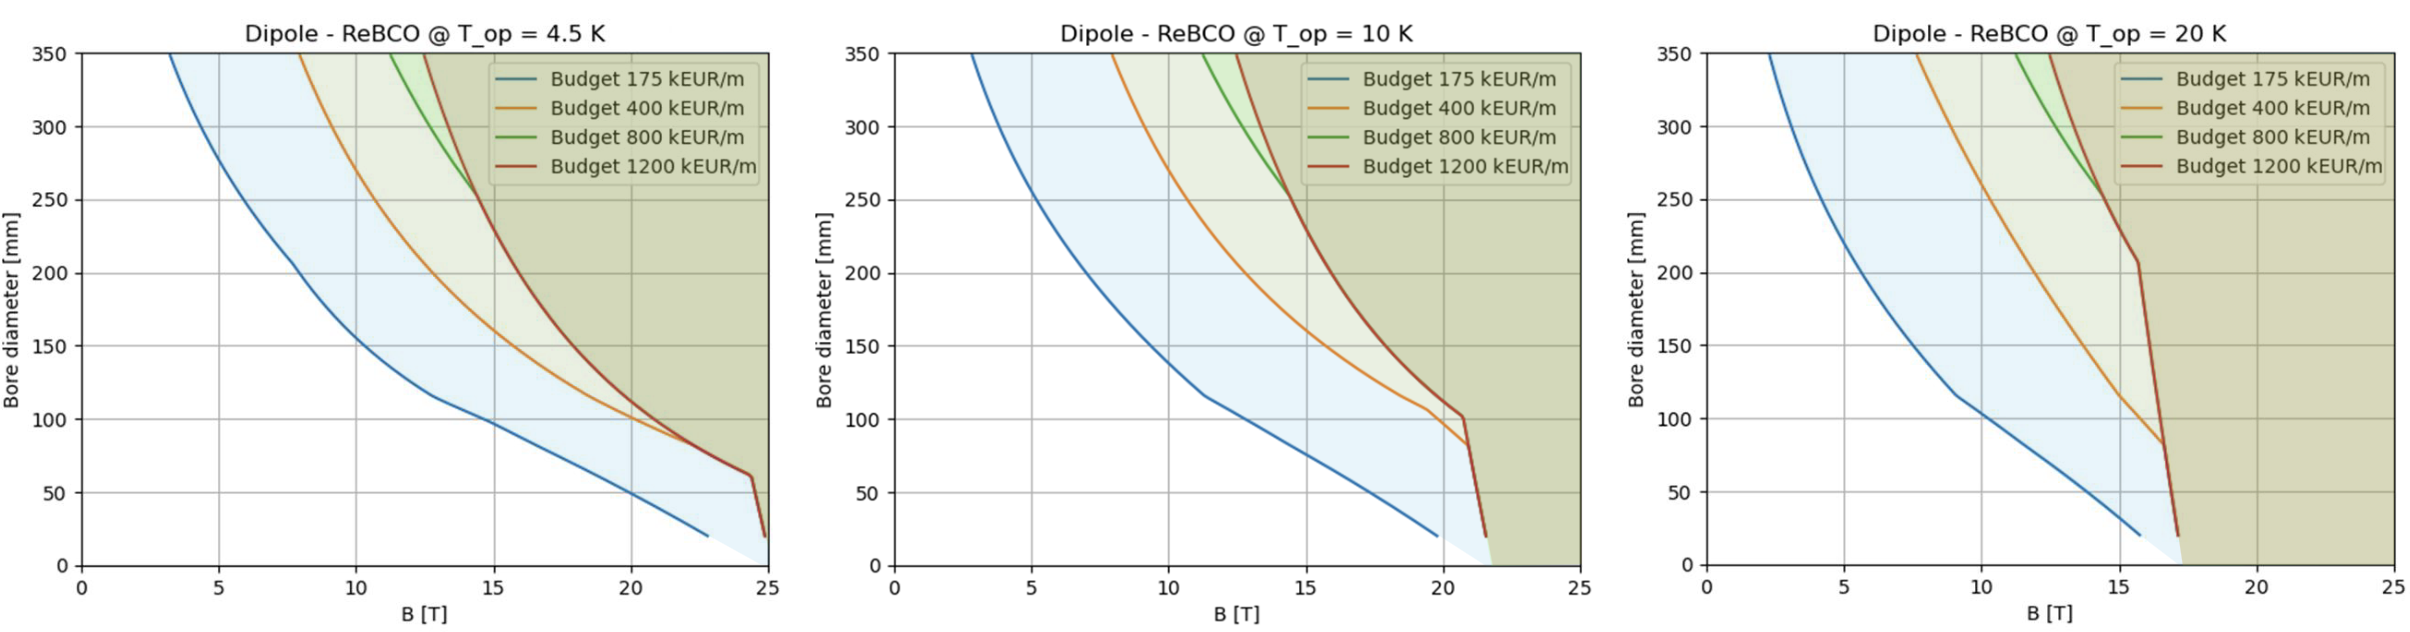 Dipole - ReBCO @ T_op = 4.5 K
350
300
250
200
150
100
50
0
Bore diameter [mm]
Budget 175 kEUR/m
Budget 400 kEUR/m
Budget 800 kEUR/m
Budget 1200 kEUR/m
0 5 10 15 20 25
B [T]
Dipole - ReBCO @ T_op = 10 K
350
300
250
200
150
100
50
0
Bore diameter [mm]
Budget 175 kEUR/m
Budget 400 kEUR/m
Budget 800 kEUR/m
Budget 1200 kEUR/m
0 5 10 15 20 25
B [T]
Dipole - ReBCO @ T_op = 20 K
350
300
250
200
150
100
50
0
Bore diameter [mm]
Budget 175 kEUR/m
Budget 400 kEUR/m
Budget 800 kEUR/m
Budget 1200 kEUR/m
0 5 10 15 20 25
B [T]